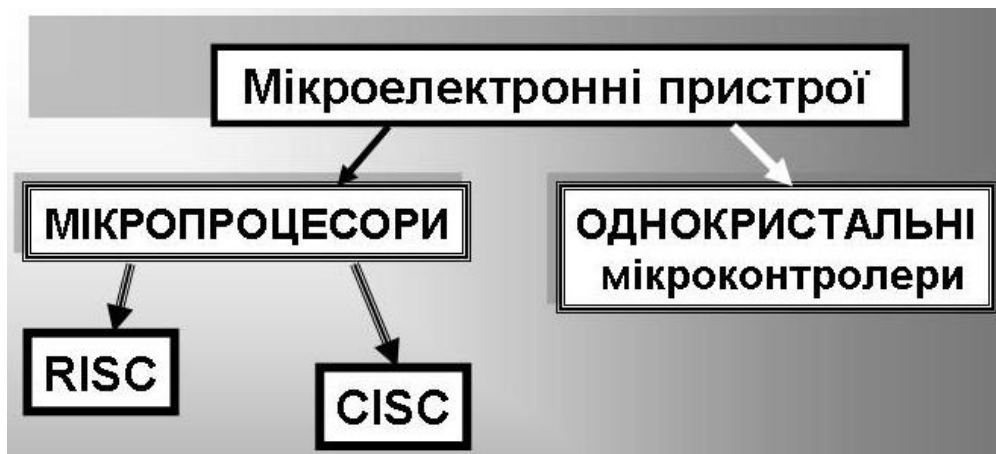 Мікроелектронні пристрої
МІКРОПРОЦЕСОРИ
ОДНОКРИСТАЛЬНІ
мікроконтролери
RISC
CISC